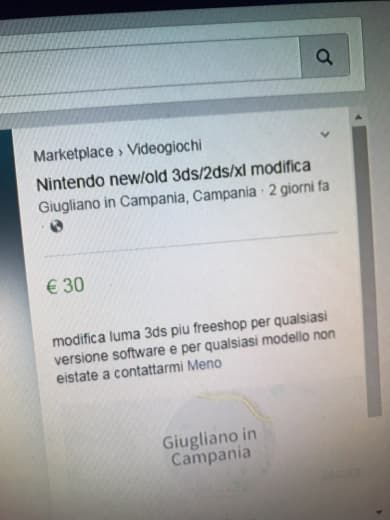 Marketplace › Videogiochi
Nintendo new/old 3ds/2ds/xl modifica
Giugliano in Campania, Campania · 2 giorni fa
·
€ 30
modifica luma 3ds piu freeshop per qualsiasi
versione software e per qualsiasi modello non
eistate a contattarmi Meno
Giugliano in
Campania